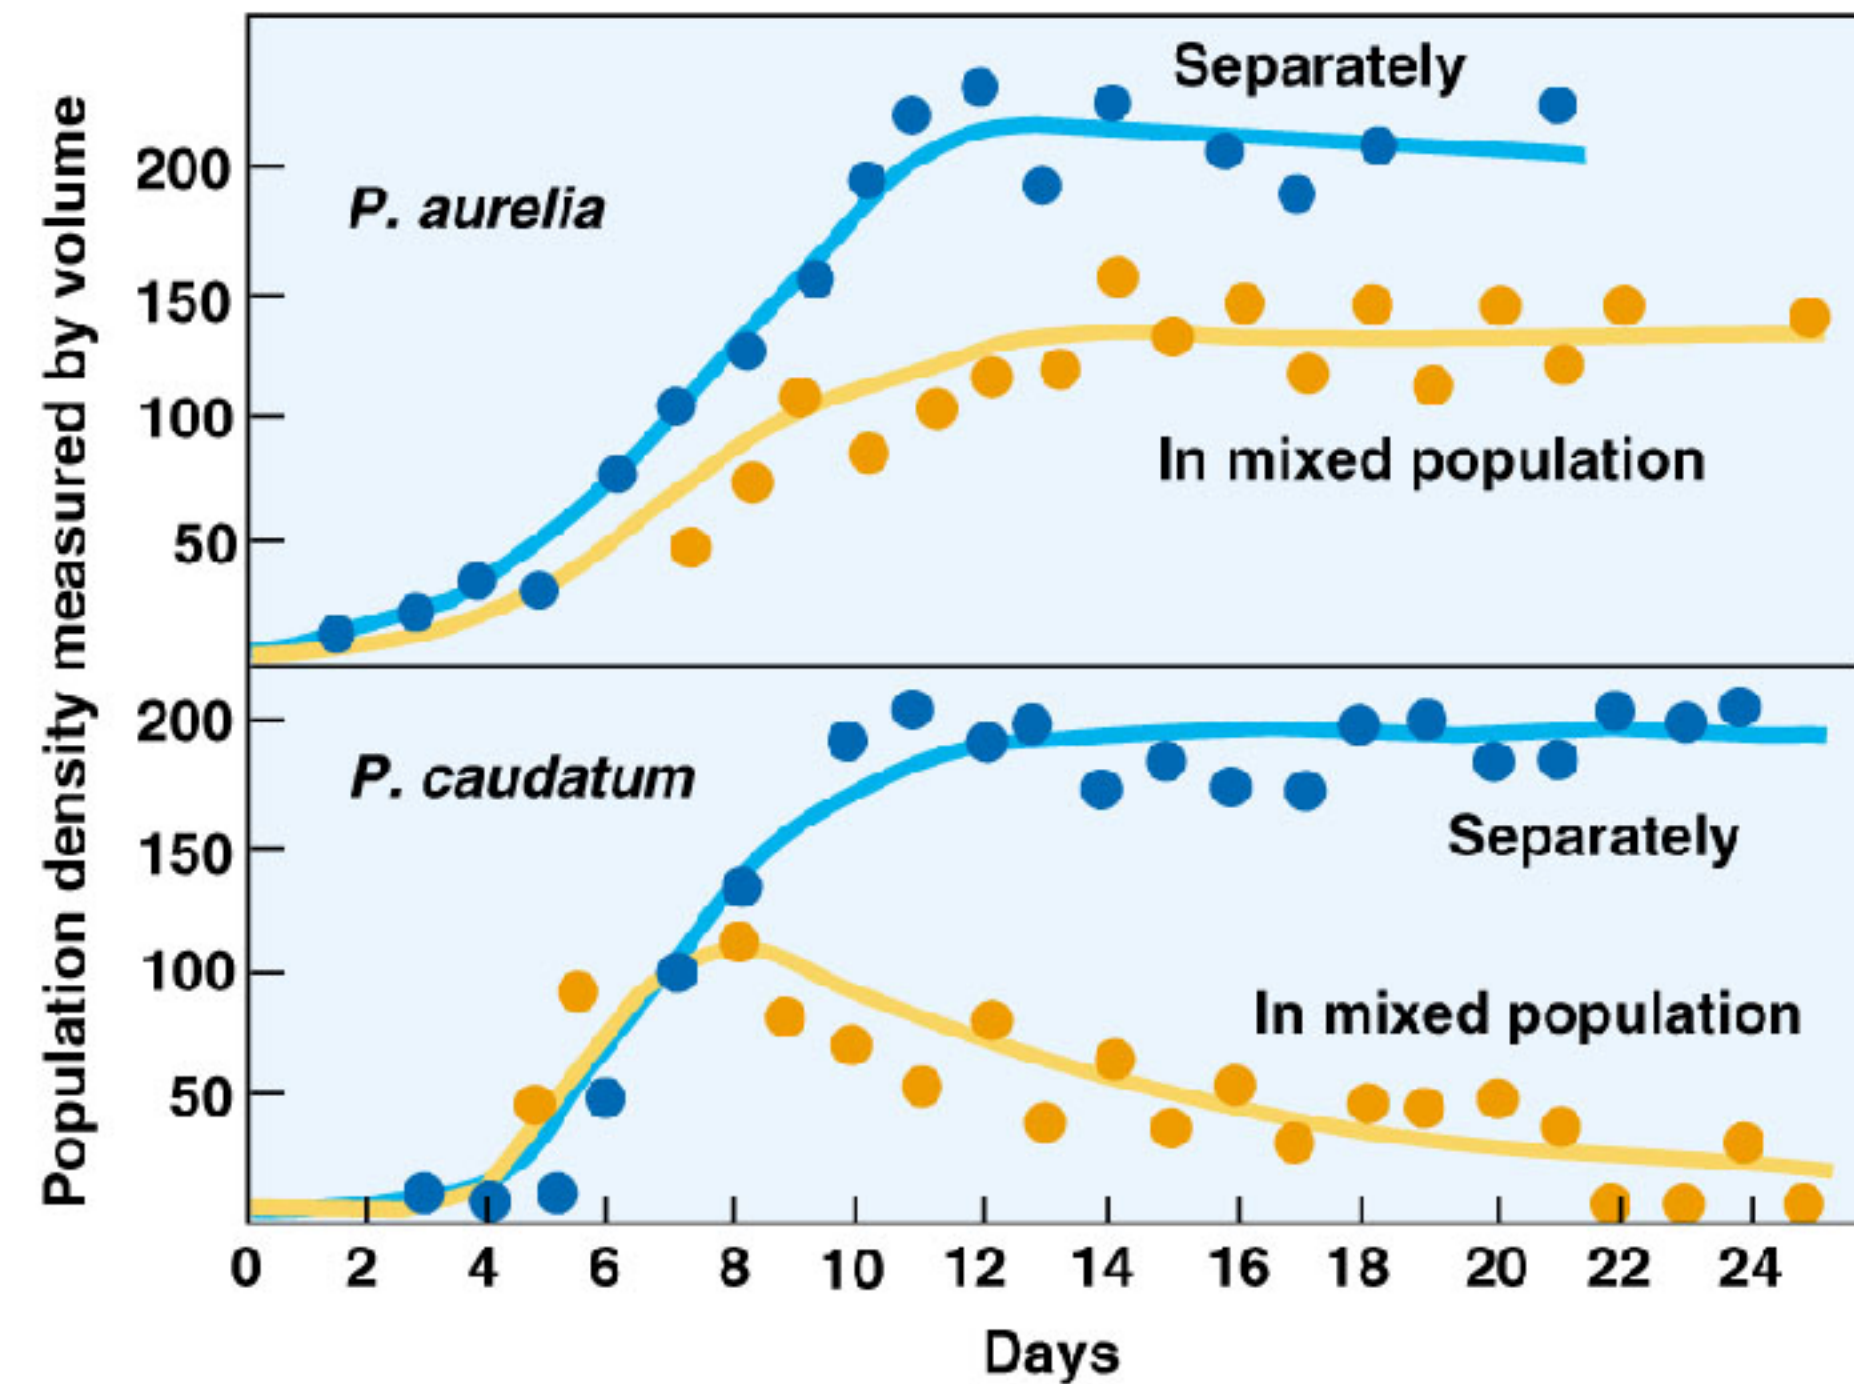 Population density measured by volume
Separately
200
P. aurelia
150
100
In mixed population
50
200
P. caudatum
150
Separately
100
In mixed population
50
0 2 4 6 8 10 12 14 16 18 20 22 24
Days